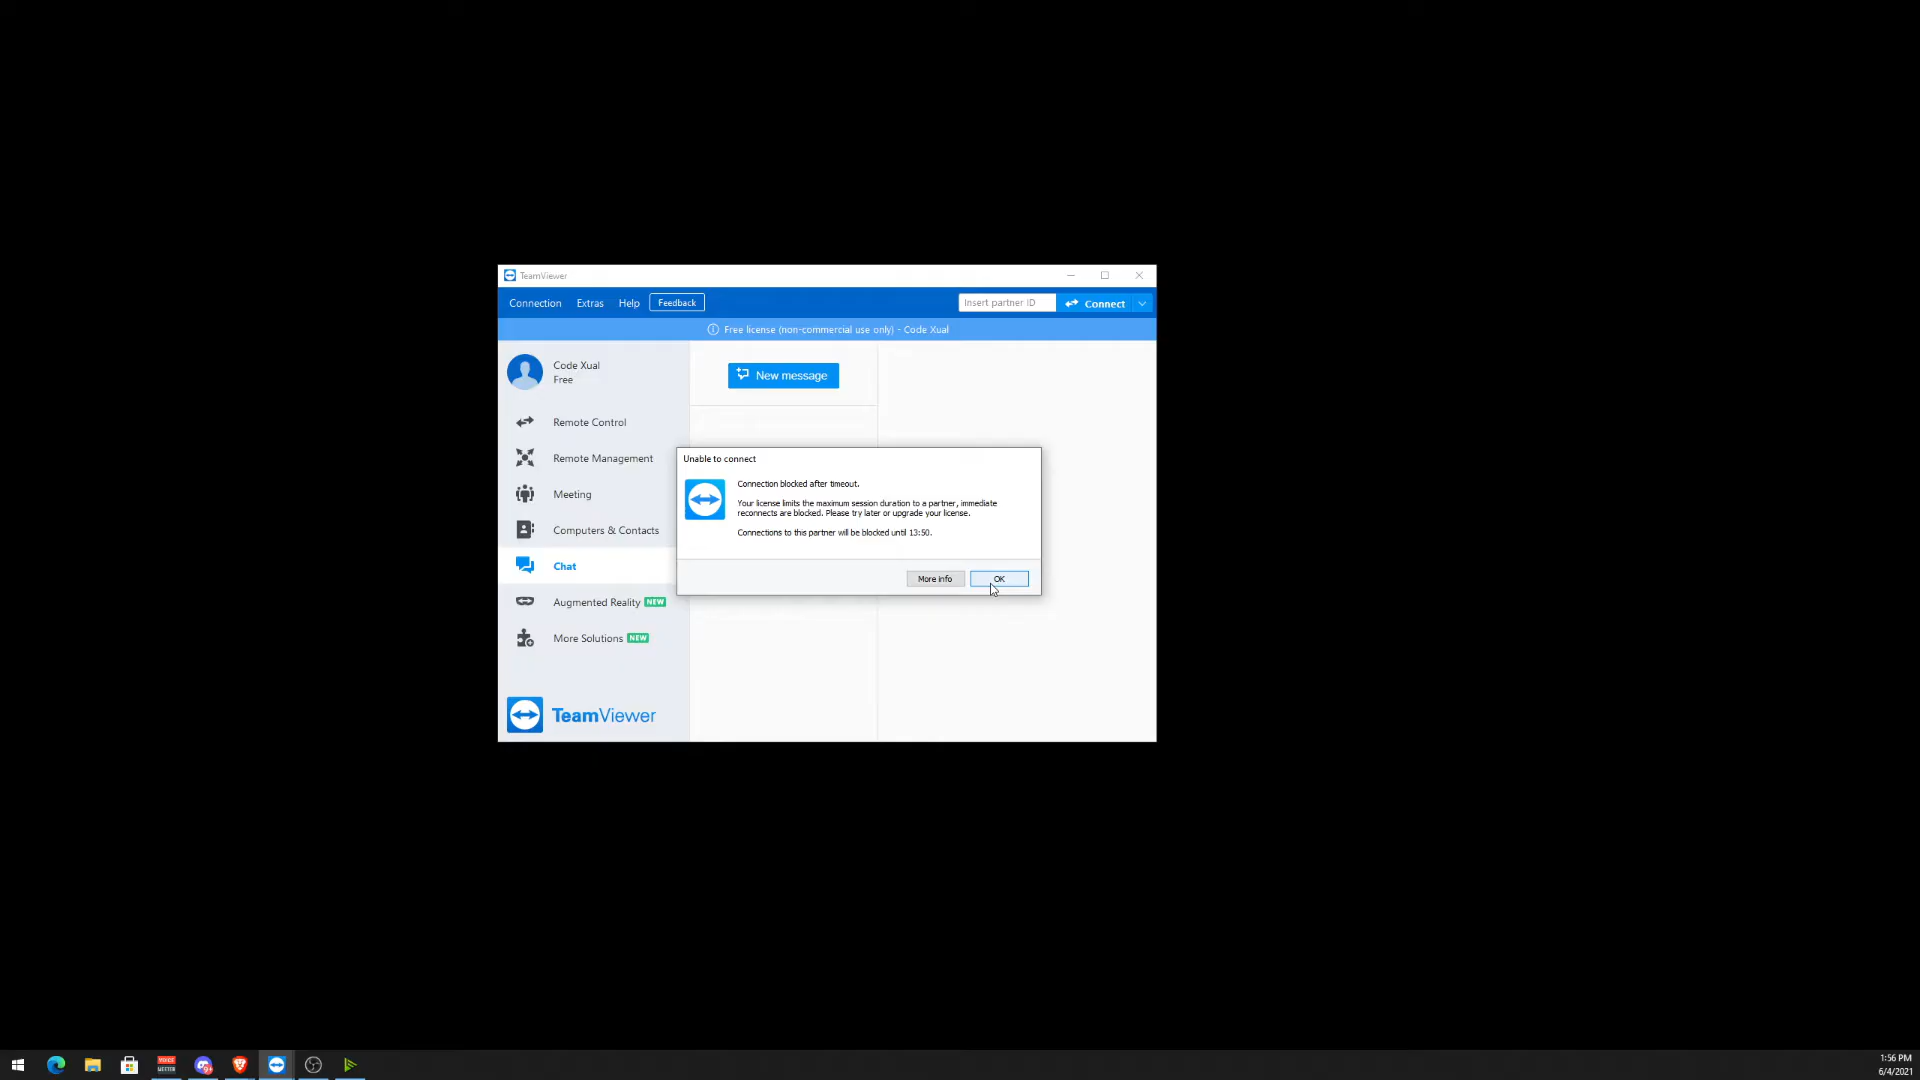 TeamViewer
Connection Extras Help Feedback
Insert partner ID
Connect
Free license (non-commercial use only) - Code Xual
Code Xual
Free
Remote Control
Remote Management
Meeting
Computers & Contacts
Chat
Augmented Reality NEW
More Solutions NEW
TeamViewer
New message
Unable to connect
Connection blocked after timeout.
Your license limits the maximum session duration to a partner, immediate
reconnects are blocked. Please try later or upgrade your license.
Connections to this partner will be blocked until 13:50.
More info
OK
VOICE
MEETER
9+
1:56 PM
6/4/2021